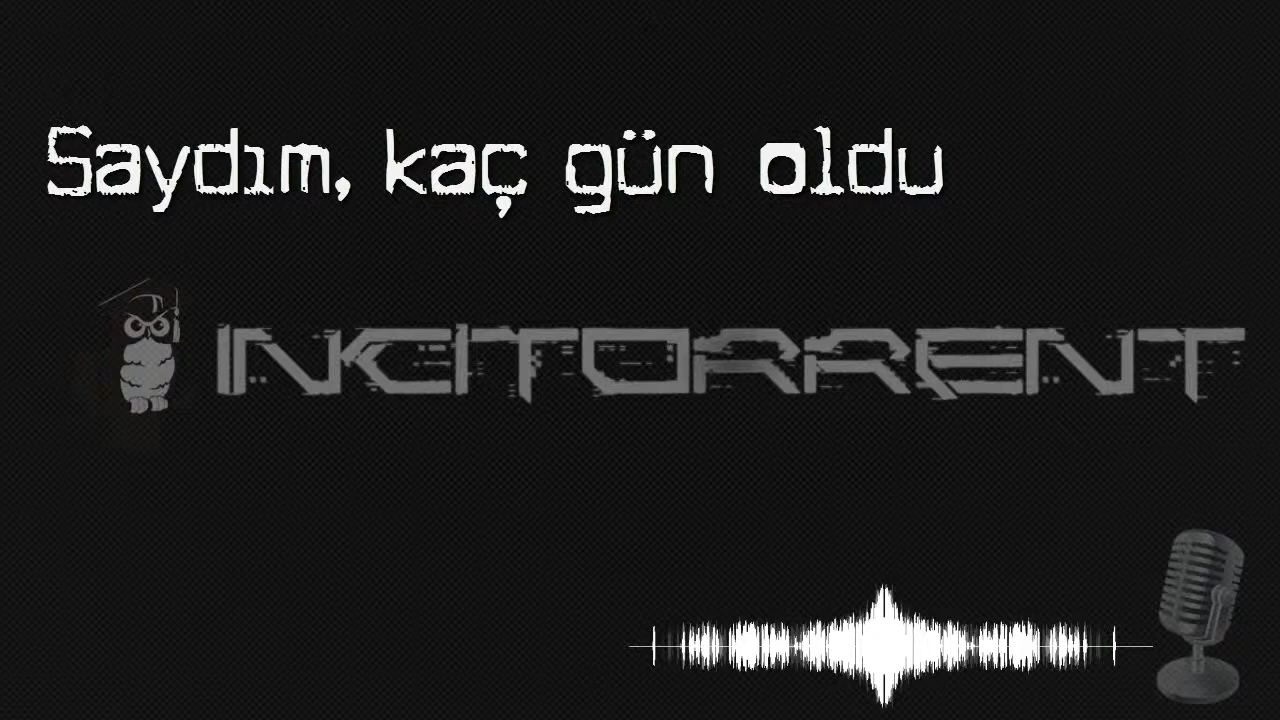 Saydım, kaç gün oldu
INCITORRENT